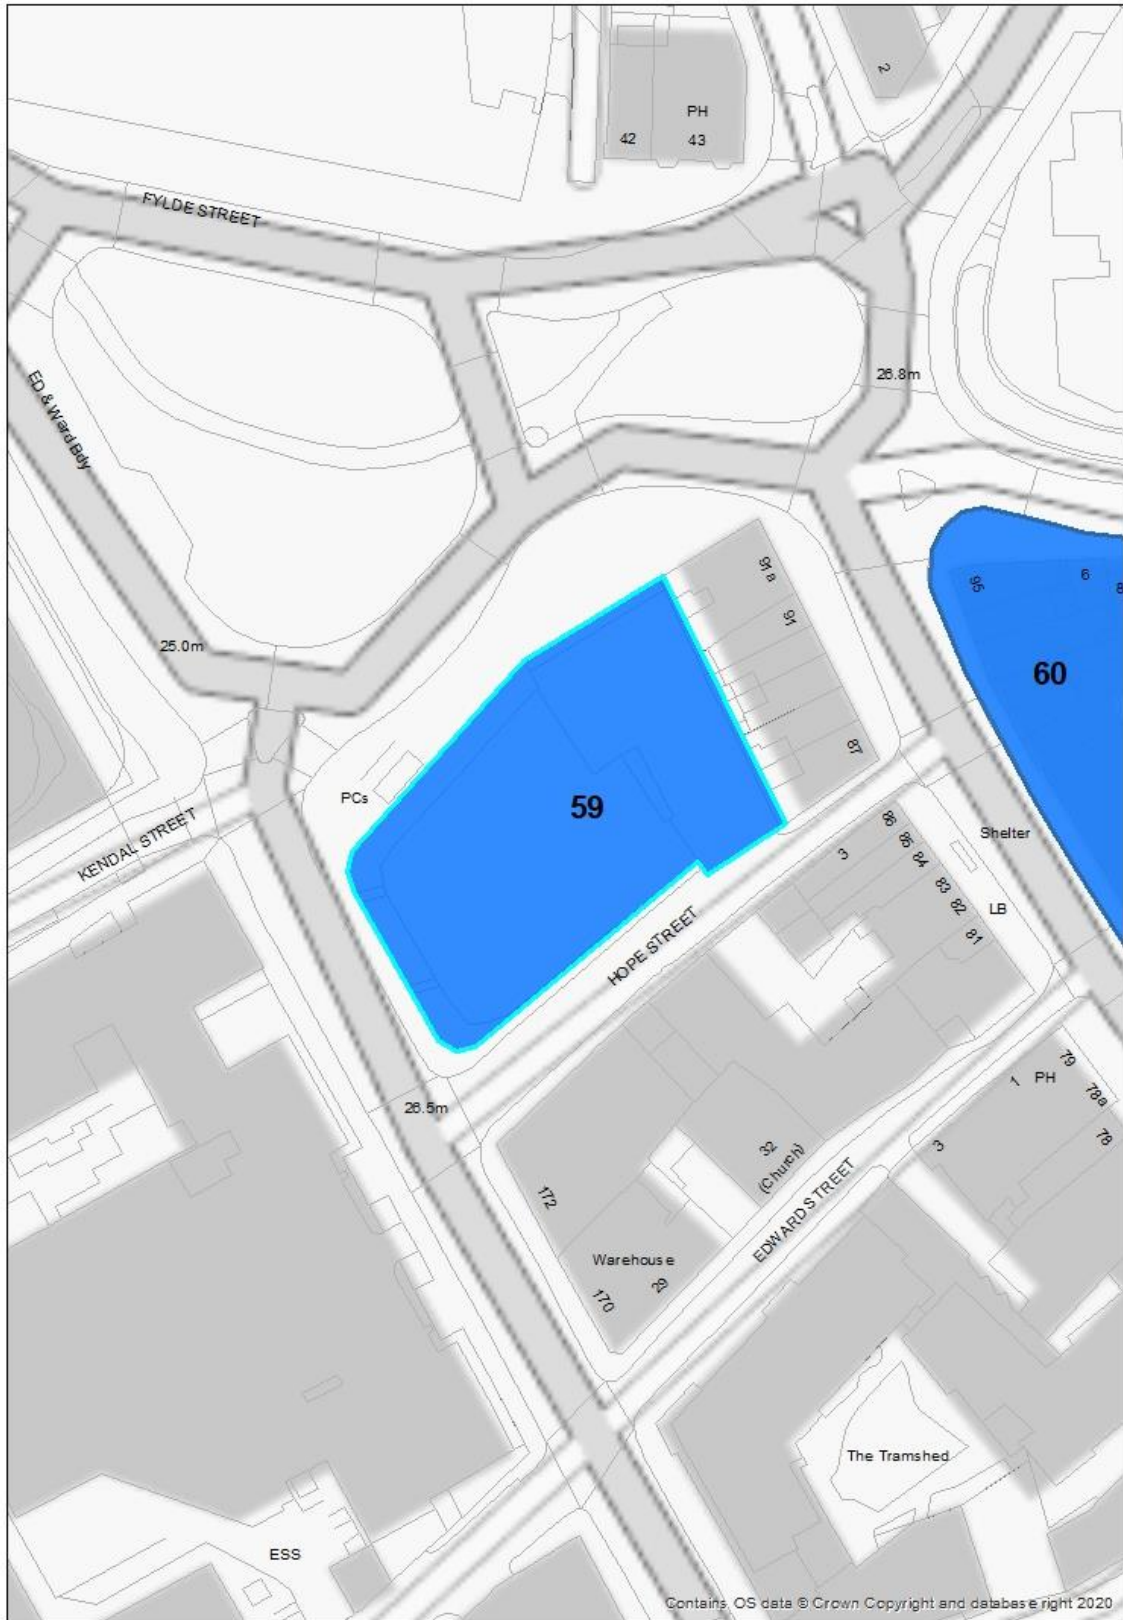 2
PH
42
43
FYLDE STREET
26.8m
ED & Ward Bdy
91a
95
6
8
91
25.0m
60
87
59
PCs
KENDAL STREET
86
85
84
83
82
81
3
Shelter
LB
HOPE STREET
79
PH
1
78a
78
3
26.5m
32
(Church)
172
EDWARD STREET
Warehouse
29
170
The Tramshed
ESS
Contains OS data © Crown Copyright and database right 2020